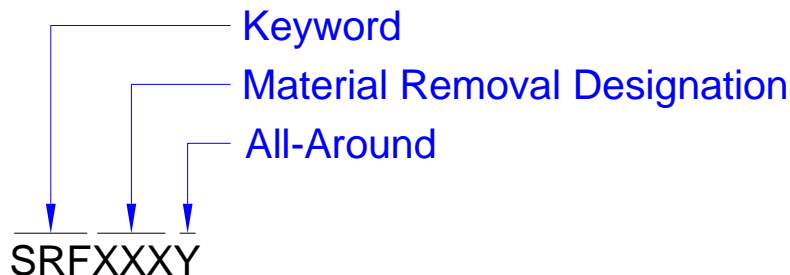 Keyword
Material Removal Designation
All-Around
SRFXXXY